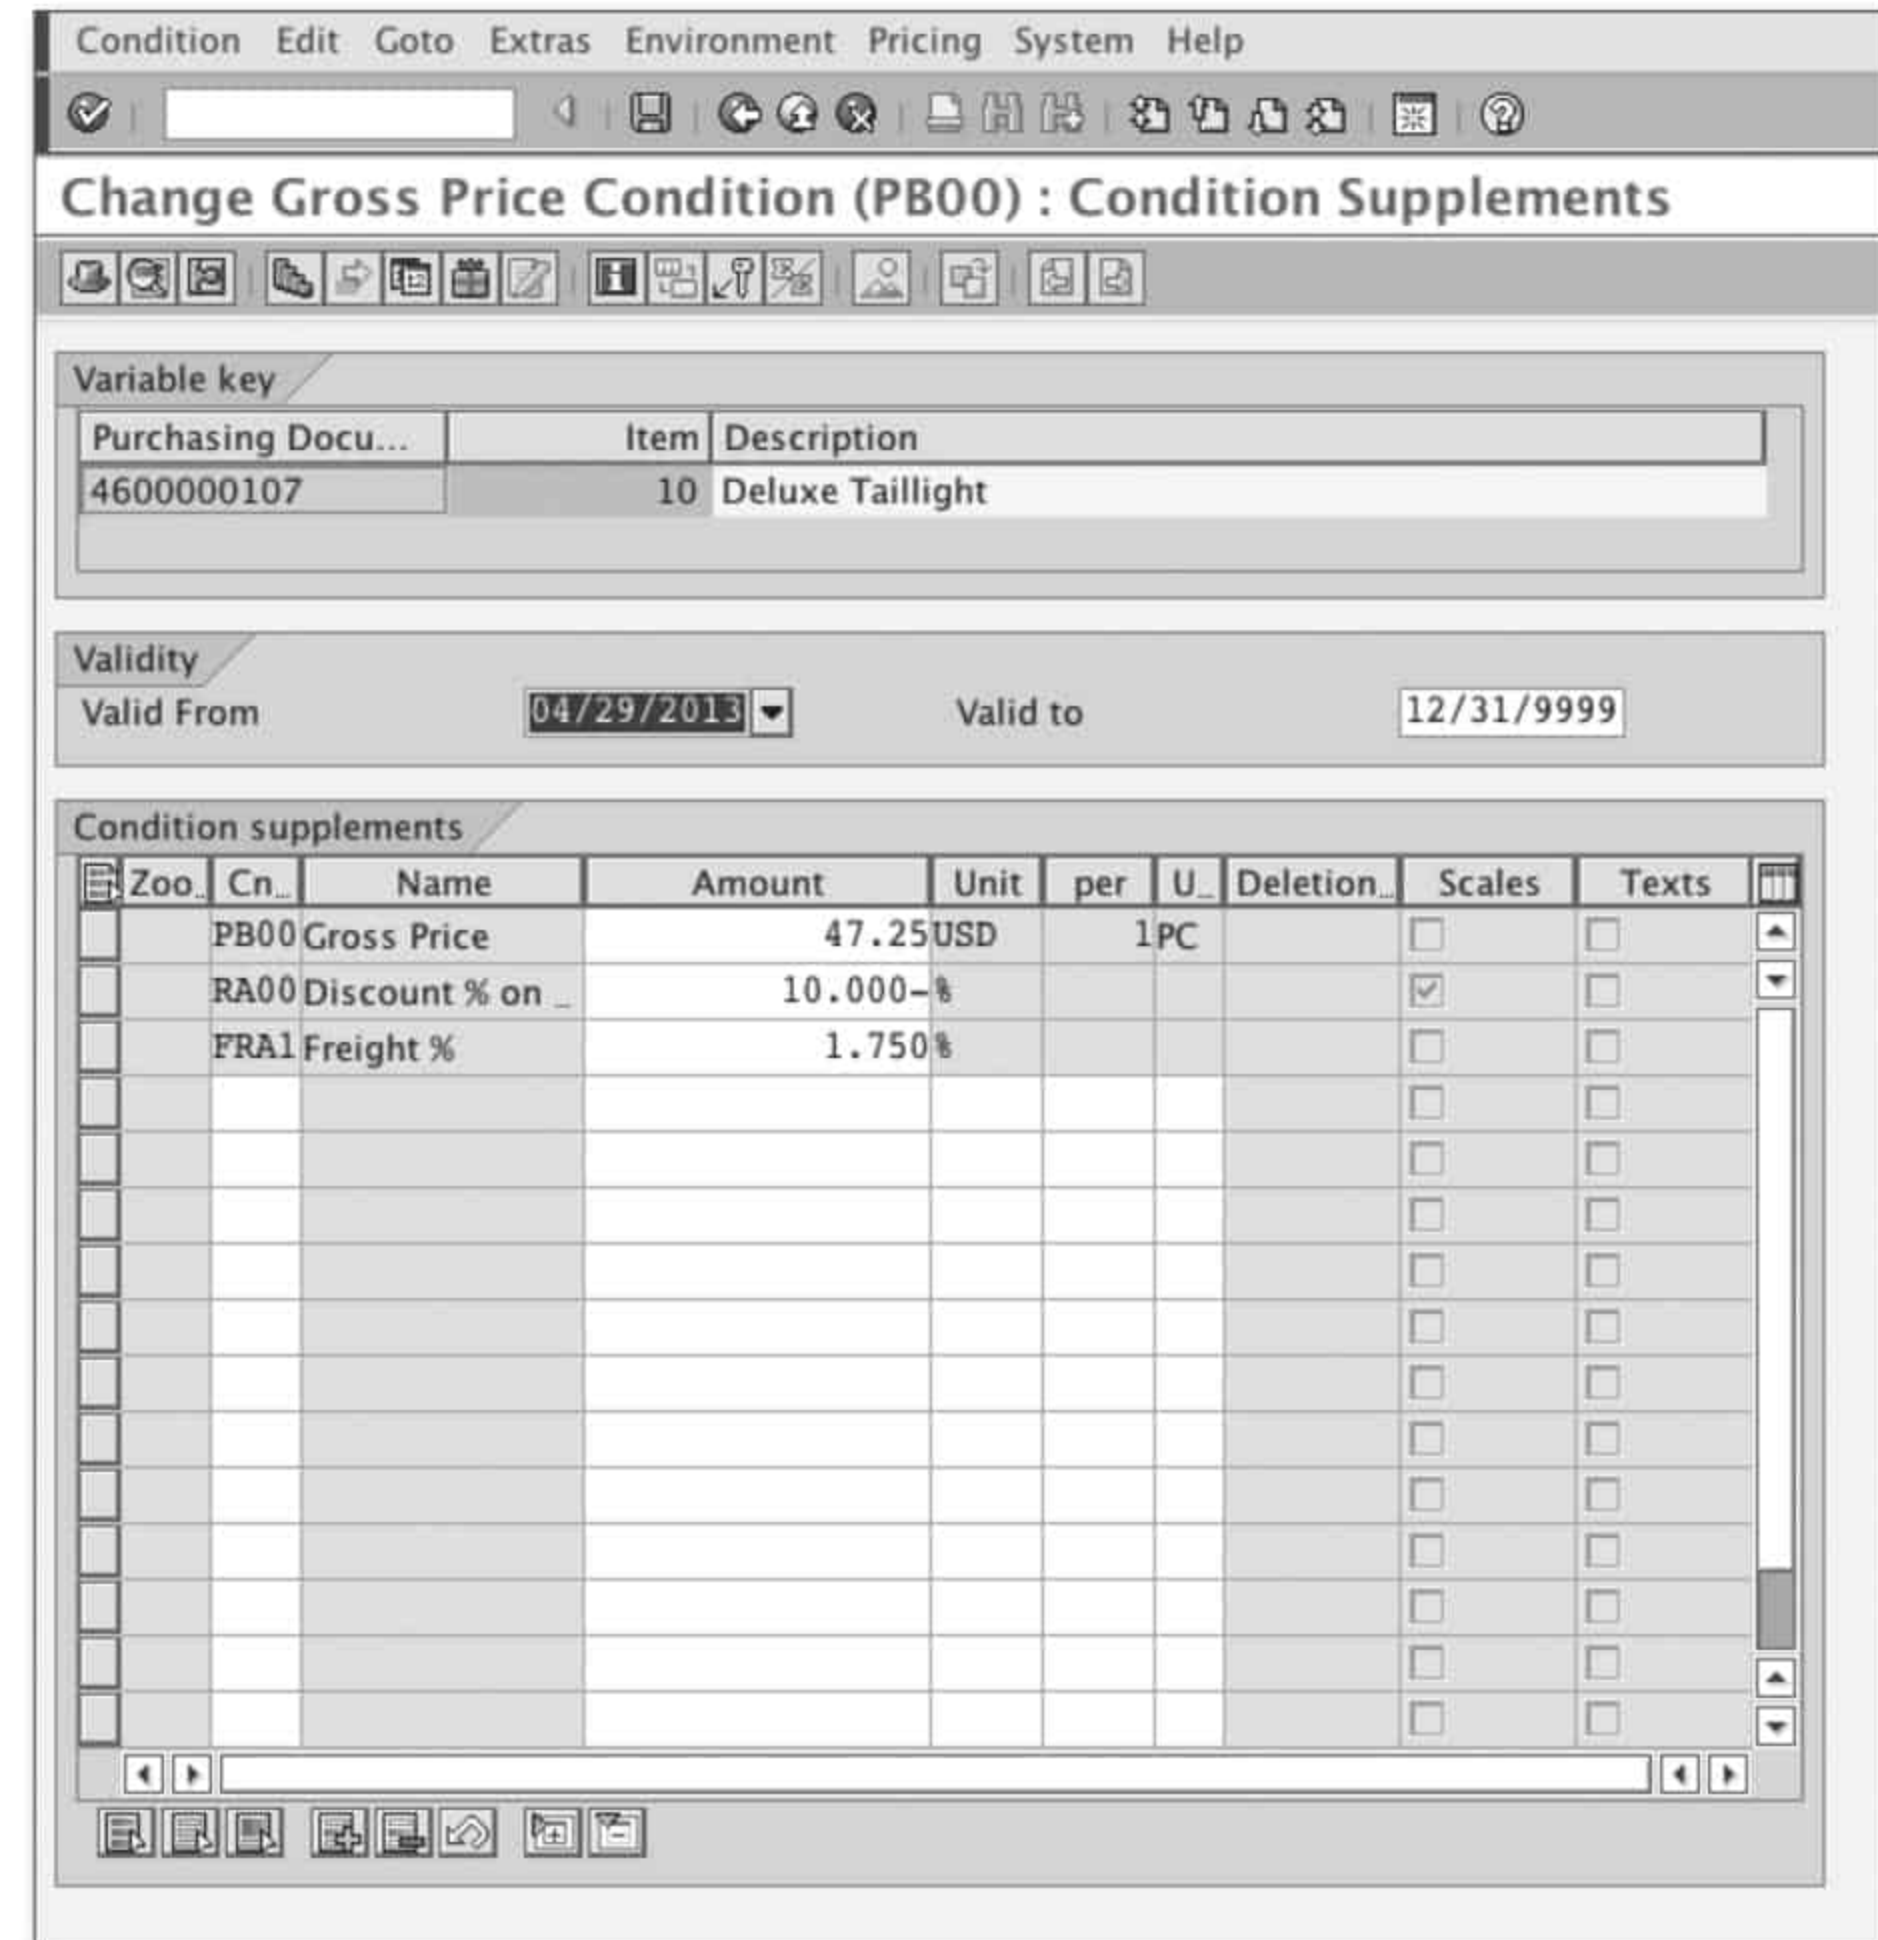 Condition Edit Goto Extras Environment Pricing System Help
Change Gross Price Condition (PB00) : Condition Supplements
Variable key
Purchasing Docu... Item Description
4600000107 10 Deluxe Taillight
Validity
Valid From 04/29/2013 Valid to 12/31/9999
Condition supplements
Zoo.. Cn.. Name Amount Unit per U.. Deletion.. Scales Texts
PB00 Gross Price 47.25 USD 1 PC
RA00 Discount % on .. 10.000- %
FRA1 Freight % 1.750 %